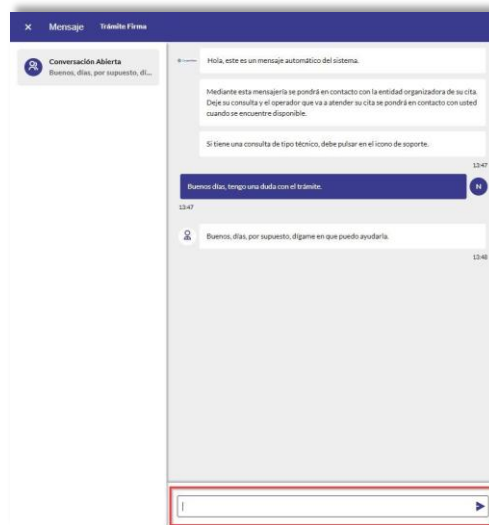 × Mensaje Trámite Firma
Conversación Abierta
Buenos, días, por supuesto, dí...
Hola, este es un mensaje automático del sistema.
Mediante esta mensajería se pondrá en contacto con la entidad organizadora de su cita.
Deje su consulta y el operador que va a atender su cita se pondrá en contacto con usted
cuando se encuentre disponible.
Si tiene una consulta de tipo técnico, debe pulsar en el icono de soporte.
13:47
Buenos días, tengo una duda con el trámite.
N
13:47
Buenos, días, por supuesto, dígame en que puedo ayudarla.
13:48